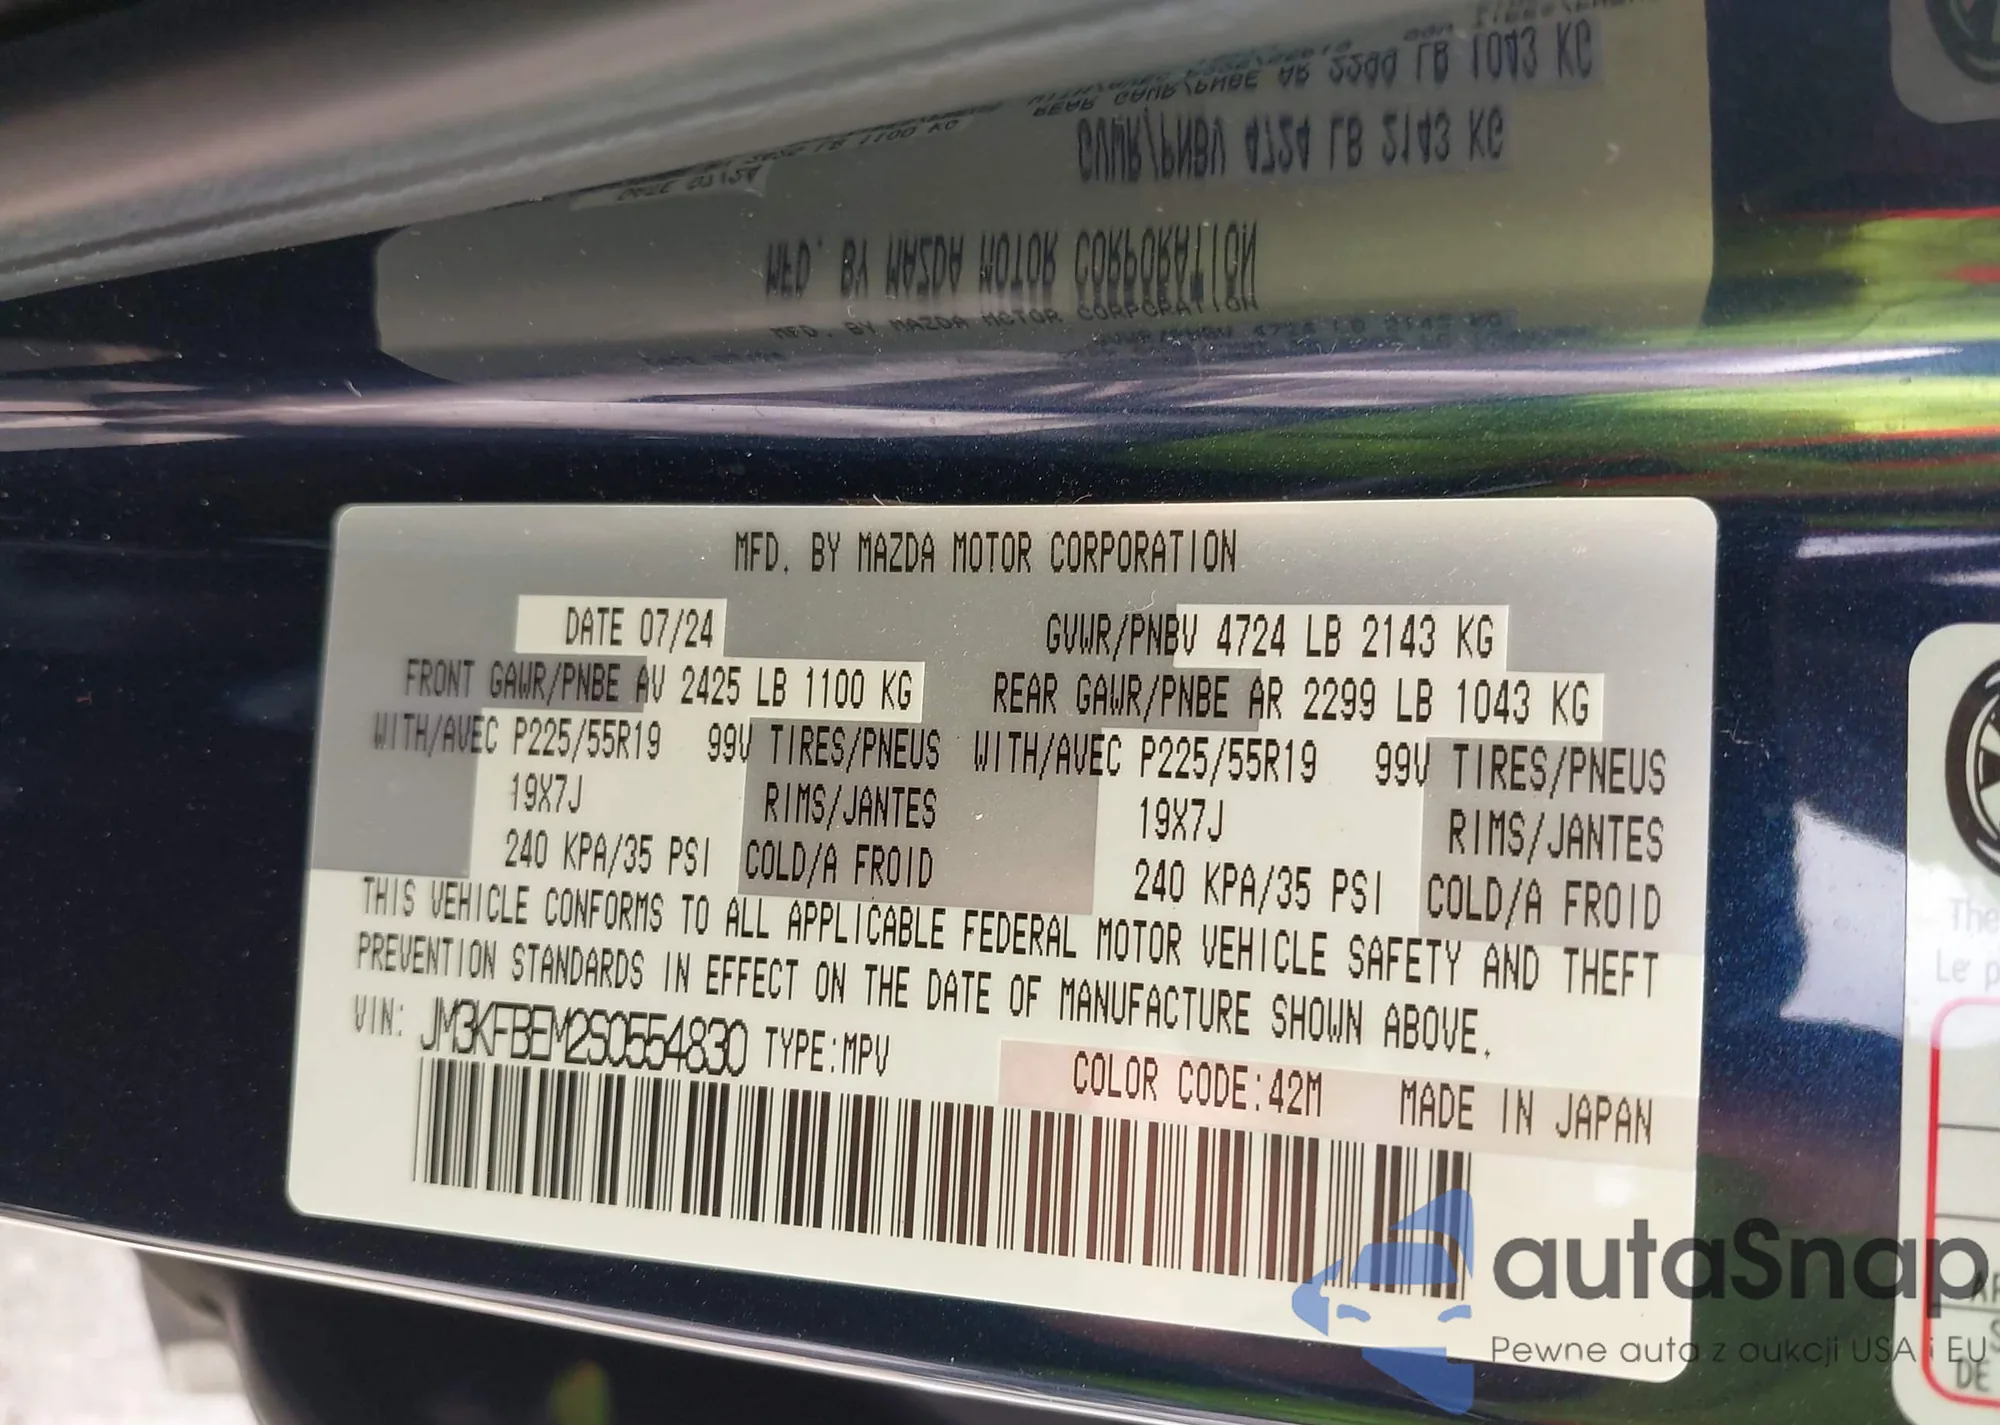 MFD. BY MAZDA MOTOR CORPORATION
DATE 07/24 GVWR/PNBV 4724 LB 2143 KG
FRONT GAWR/PNBE AV 2425 LB 1100 KG REAR GAWR/PNBE AR 2299 LB 1043 KG
WITH/AVEC P225/55R19 99V TIRES/PNEUS WITH/AVEC P225/55R19 99V TIRES/PNEUS
19X7J RIMS/JANTES 19X7J RIMS/JANTES
240 KPA/35 PSI COLD/A FROID 240 KPA/35 PSI COLD/A FROID
THIS VEHICLE CONFORMS TO ALL APPLICABLE FEDERAL MOTOR VEHICLE SAFETY AND THEFT
PREVENTION STANDARDS IN EFFECT ON THE DATE OF MANUFACTURE SHOWN ABOVE.
VIN: JM3KFBEM2S0554830 TYPE:MPV
COLOR CODE:42M MADE IN JAPAN
The
Le p
autaSnap
Pewne auta z aukcji USA i EU
DE